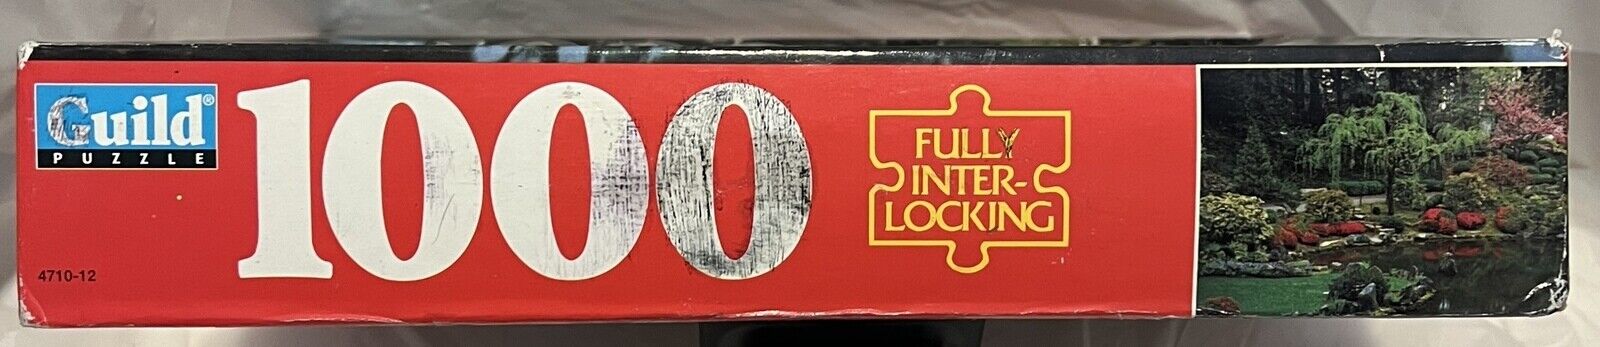 Guild®
PUZZLE
4710-12
1000
FULLY
INTER-
LOCKING